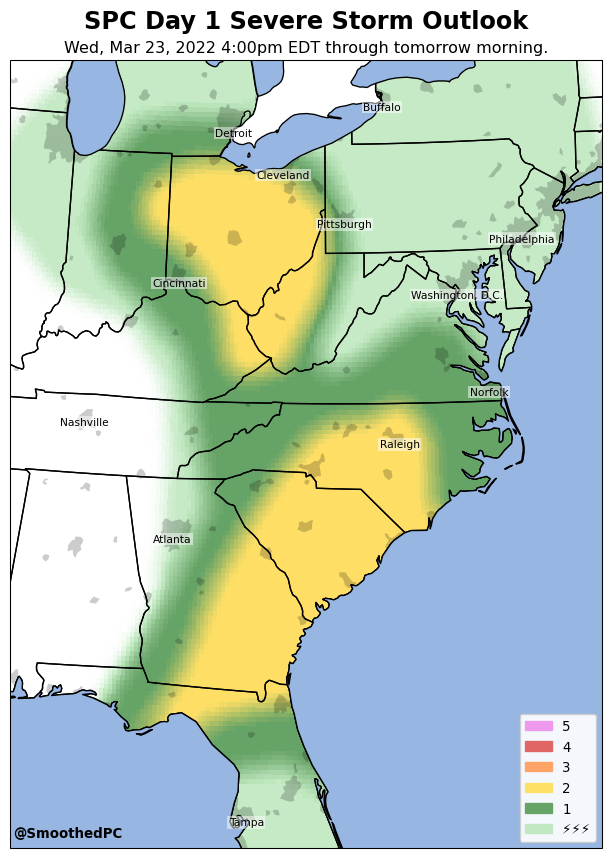 SPC Day 1 Severe Storm Outlook
Wed, Mar 23, 2022 4:00pm EDT through tomorrow morning.
Buffalo
Detroit
Cleveland
Pittsburgh
Philadelphia
Cincinnati
Washington, D.C.
Norfolk
Nashville
Raleigh
Atlanta
5
4
3
2
1
⚡⚡⚡
Tampa
@SmoothedPC